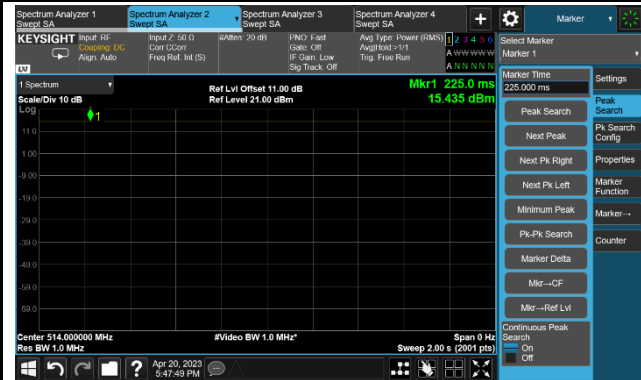 Spectrum Analyzer 1
Swept SA
Spectrum Analyzer 2
Swept SA
Spectrum Analyzer 3
Swept SA
Spectrum Analyzer 4
Swept SA
+
Marker
KEYSIGHT
Input: RF
Coupling: DC
Align: Auto
Input Z: 50 Ω
Corr CCorr
Freq Ref: Int (S)
#Atten: 20 dB
PNO: Fast
Gate: Off
IF Gain: Low
Sig Track: Off
Avg Type: Power (RMS)
Avg|Hold:>1/1
Trig: Free Run
1 2 3 4 5 6
A W W W W W
A N N N N N
LXI
Select Marker
Marker 1
1 Spectrum
Scale/Div 10 dB
Log
Ref Lvl Offset 11.00 dB
Ref Level 21.00 dBm
Mkr1 225.0 ms
15.435 dBm
1
11.0
1.00
-9.00
-19.0
-29.0
-39.0
-49.0
-59.0
-69.0
Center 514.000000 MHz
Res BW 1.0 MHz
#Video BW 1.0 MHz*
Span 0 Hz
Sweep 2.00 s (2001 pts)
Marker Time
225.000 ms
Peak Search
Next Peak
Next Pk Right
Next Pk Left
Minimum Peak
Pk-Pk Search
Marker Delta
Mkr→CF
Mkr→Ref Lvl
Continuous Peak
Search
On
Off
Settings
Peak
Search
Pk Search
Config
Properties
Marker
Function
Marker→
Counter
?
Apr 20, 2023
5:47:49 PM